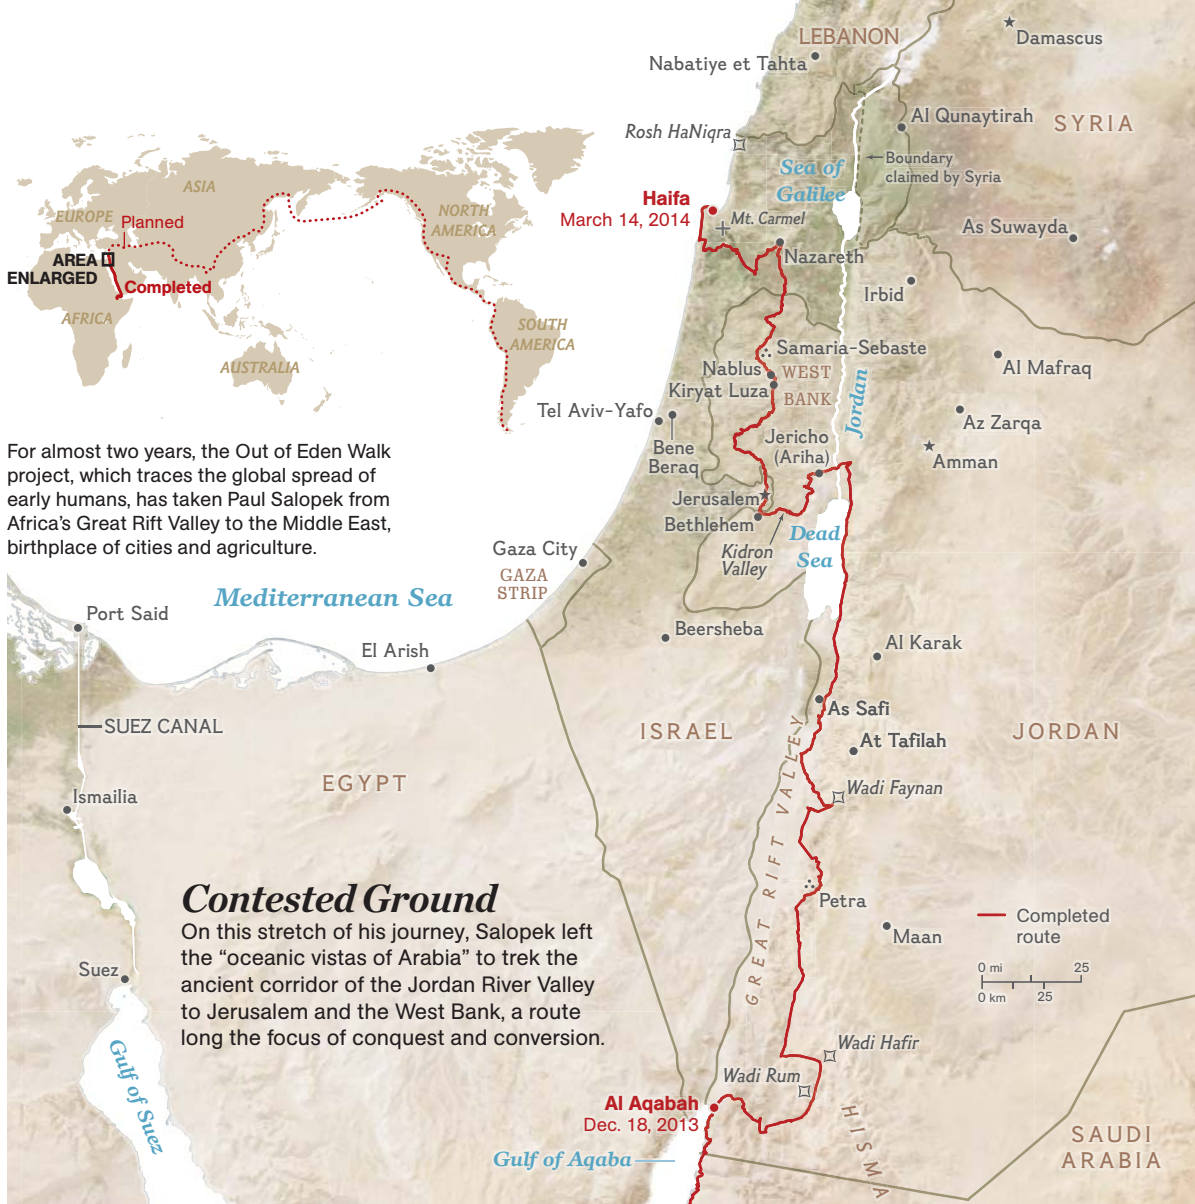 LEBANON
Damascus
Nabatiye et Tahta
Al Qunaytirah
SYRIA
Rosh HaNiqra
Boundary
claimed by Syria
Sea of
Galilee
Haifa
March 14, 2014
Mt. Carmel
As Suwayda
Nazareth
Irbid
ASIA
EUROPE
Planned
NORTH
AMERICA
AREA
ENLARGED
Completed
AFRICA
SOUTH
AMERICA
AUSTRALIA
Samaria-Sebaste
Nablus
WEST
BANK
Kiryat Luza
Al Mafraq
Jordan
Tel Aviv-Yafo
Az Zarqa
Bene
Beraq
Jericho
(Ariha)
Amman
Jerusalem
Bethlehem
Dead
Sea
Kidron
Valley
For almost two years, the Out of Eden Walk
project, which traces the global spread of
early humans, has taken Paul Salopek from
Africa's Great Rift Valley to the Middle East,
birthplace of cities and agriculture.
Gaza City
GAZA
STRIP
Mediterranean Sea
Port Said
El Arish
Beersheba
Al Karak
SUEZ CANAL
As Safi
ISRAEL
JORDAN
At Tafilah
EGYPT
Wadi Faynan
Ismailia
GREAT RIFT VALLEY
Petra
Maan
Contested Ground
On this stretch of his journey, Salopek left
the “oceanic vistas of Arabia” to trek the
ancient corridor of the Jordan River Valley
to Jerusalem and the West Bank, a route
long the focus of conquest and conversion.
Completed
route
0 mi 25
0 km 25
Suez
Gulf of Suez
Wadi Hafir
Wadi Rum
Al Aqabah
Dec. 18, 2013
HISMA
Gulf of Aqaba
SAUDI
ARABIA